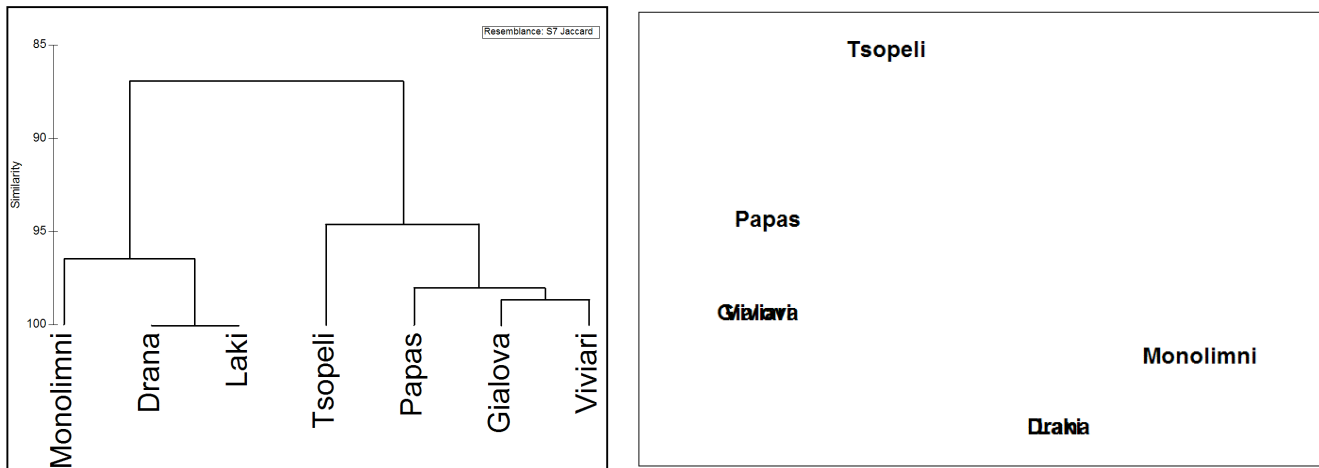 Resemblance: S7 Jaccard
85
90
95
100
Similarity
Monolimni
Drana
Laki
Tsopeli
Papas
Gialova
Viviari
Tsopeli
Papas
Monolimni